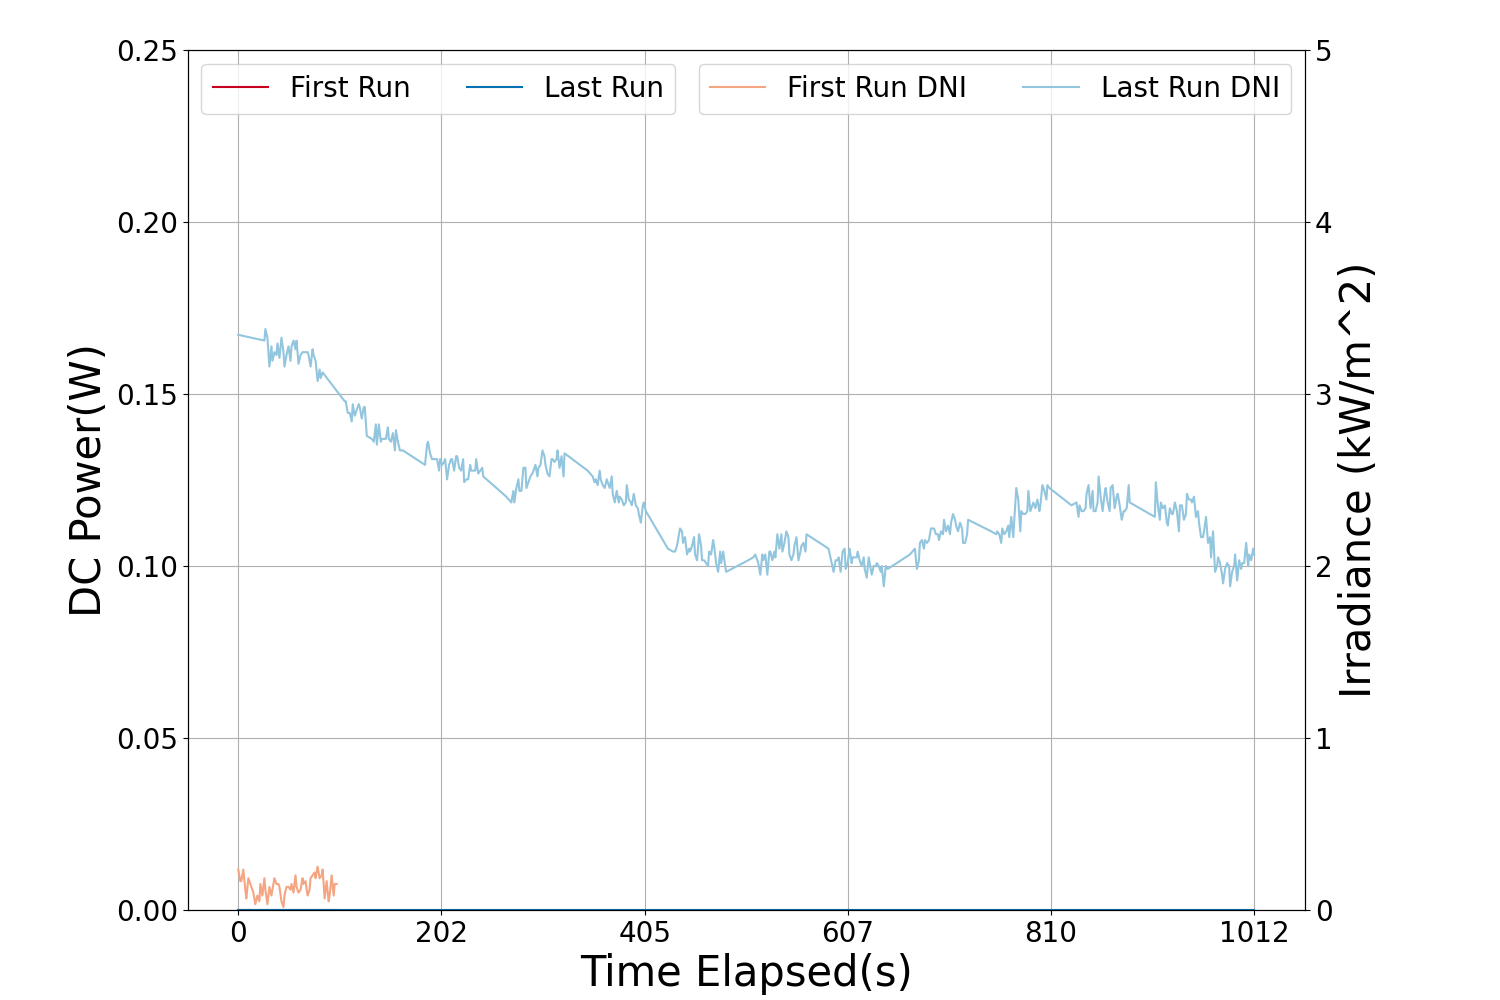 First Run
Last Run
First Run DNI
Last Run DNI
DC Power(W)
0.25
0.20
0.15
0.10
0.05
0.00
5
4
3
2
1
0
Irradiance (kW/m^2)
0
202
405
607
810
1012
Time Elapsed(s)